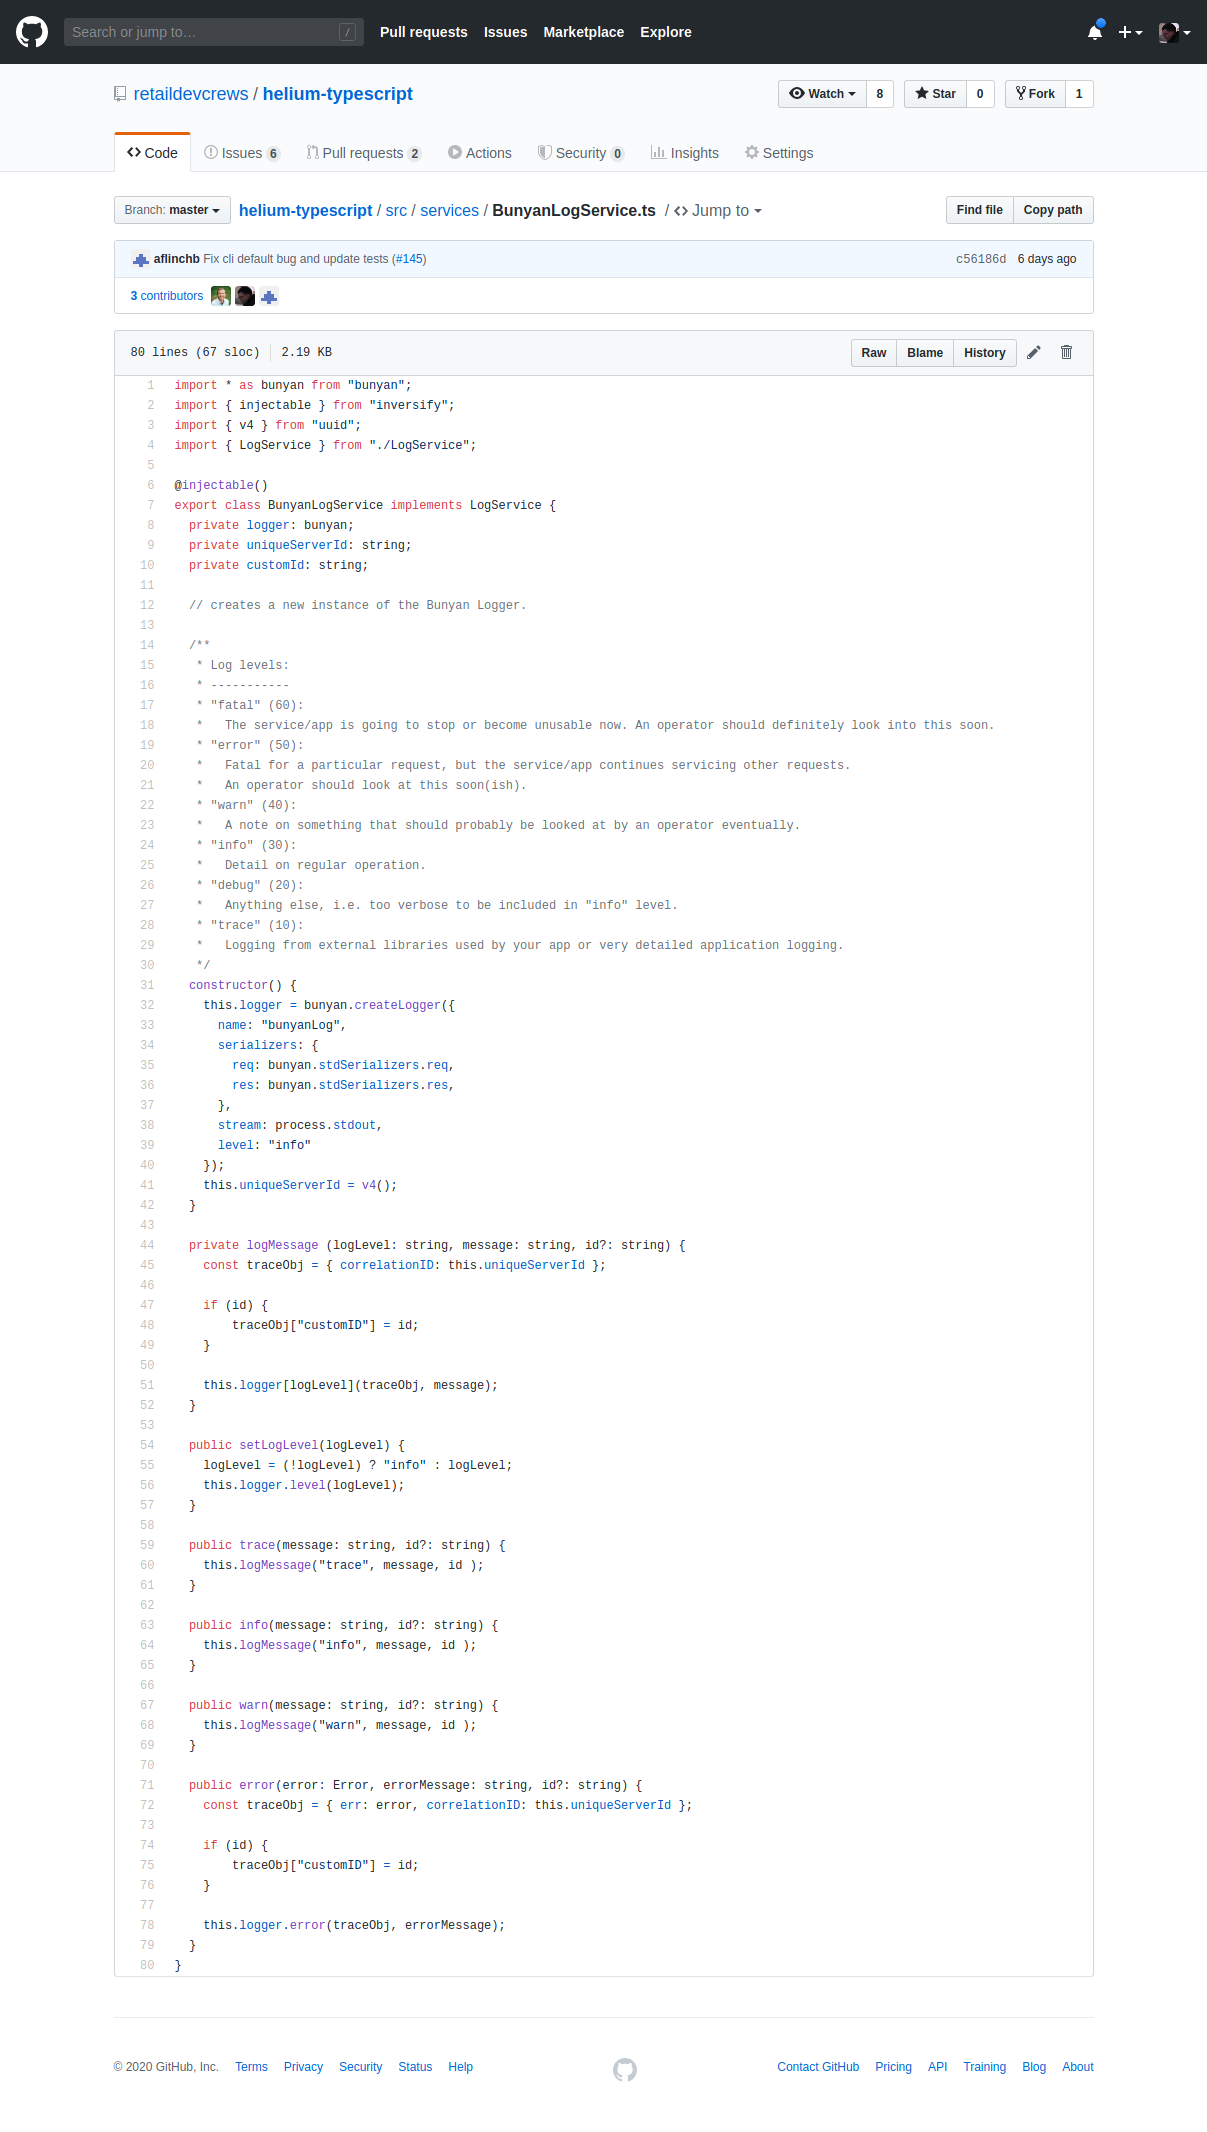 Search or jump to… /
Pull requests Issues Marketplace Explore
retaildevcrews / helium-typescript
Watch 8 Star 0 Fork 1
Code Issues 6 Pull requests 2 Actions Security 0 Insights Settings
Branch: master helium-typescript / src / services / BunyanLogService.ts / Jump to Find file Copy path
aflinchb Fix cli default bug and update tests (#145) c56186d 6 days ago
3 contributors
80 lines (67 sloc) 2.19 KB Raw Blame History
1 import * as bunyan from "bunyan";
2 import { injectable } from "inversify";
3 import { v4 } from "uuid";
4 import { LogService } from "./LogService";
5
6 @injectable()
7 export class BunyanLogService implements LogService {
8   private logger: bunyan;
9   private uniqueServerId: string;
10   private customId: string;
11
12   // creates a new instance of the Bunyan Logger.
13
14   /**
15    * Log levels:
16    * -----------
17    * "fatal" (60):
18    *   The service/app is going to stop or become unusable now. An operator should definitely look into this soon.
19    * "error" (50):
20    *   Fatal for a particular request, but the service/app continues servicing other requests.
21    *   An operator should look at this soon(ish).
22    * "warn" (40):
23    *   A note on something that should probably be looked at by an operator eventually.
24    * "info" (30):
25    *   Detail on regular operation.
26    * "debug" (20):
27    *   Anything else, i.e. too verbose to be included in "info" level.
28    * "trace" (10):
29    *   Logging from external libraries used by your app or very detailed application logging.
30    */
31   constructor() {
32     this.logger = bunyan.createLogger({
33       name: "bunyanLog",
34       serializers: {
35         req: bunyan.stdSerializers.req,
36         res: bunyan.stdSerializers.res,
37       },
38       stream: process.stdout,
39       level: "info"
40     });
41     this.uniqueServerId = v4();
42   }
43
44   private logMessage (logLevel: string, message: string, id?: string) {
45     const traceObj = { correlationID: this.uniqueServerId };
46
47     if (id) {
48         traceObj["customID"] = id;
49     }
50
51     this.logger[logLevel](traceObj, message);
52   }
53
54   public setLogLevel(logLevel) {
55     logLevel = (!logLevel) ? "info" : logLevel;
56     this.logger.level(logLevel);
57   }
58
59   public trace(message: string, id?: string) {
60     this.logMessage("trace", message, id );
61   }
62
63   public info(message: string, id?: string) {
64     this.logMessage("info", message, id );
65   }
66
67   public warn(message: string, id?: string) {
68     this.logMessage("warn", message, id );
69   }
70
71   public error(error: Error, errorMessage: string, id?: string) {
72     const traceObj = { err: error, correlationID: this.uniqueServerId };
73
74     if (id) {
75         traceObj["customID"] = id;
76     }
77
78     this.logger.error(traceObj, errorMessage);
79   }
80 }
© 2020 GitHub, Inc. Terms Privacy Security Status Help Contact GitHub Pricing API Training Blog About